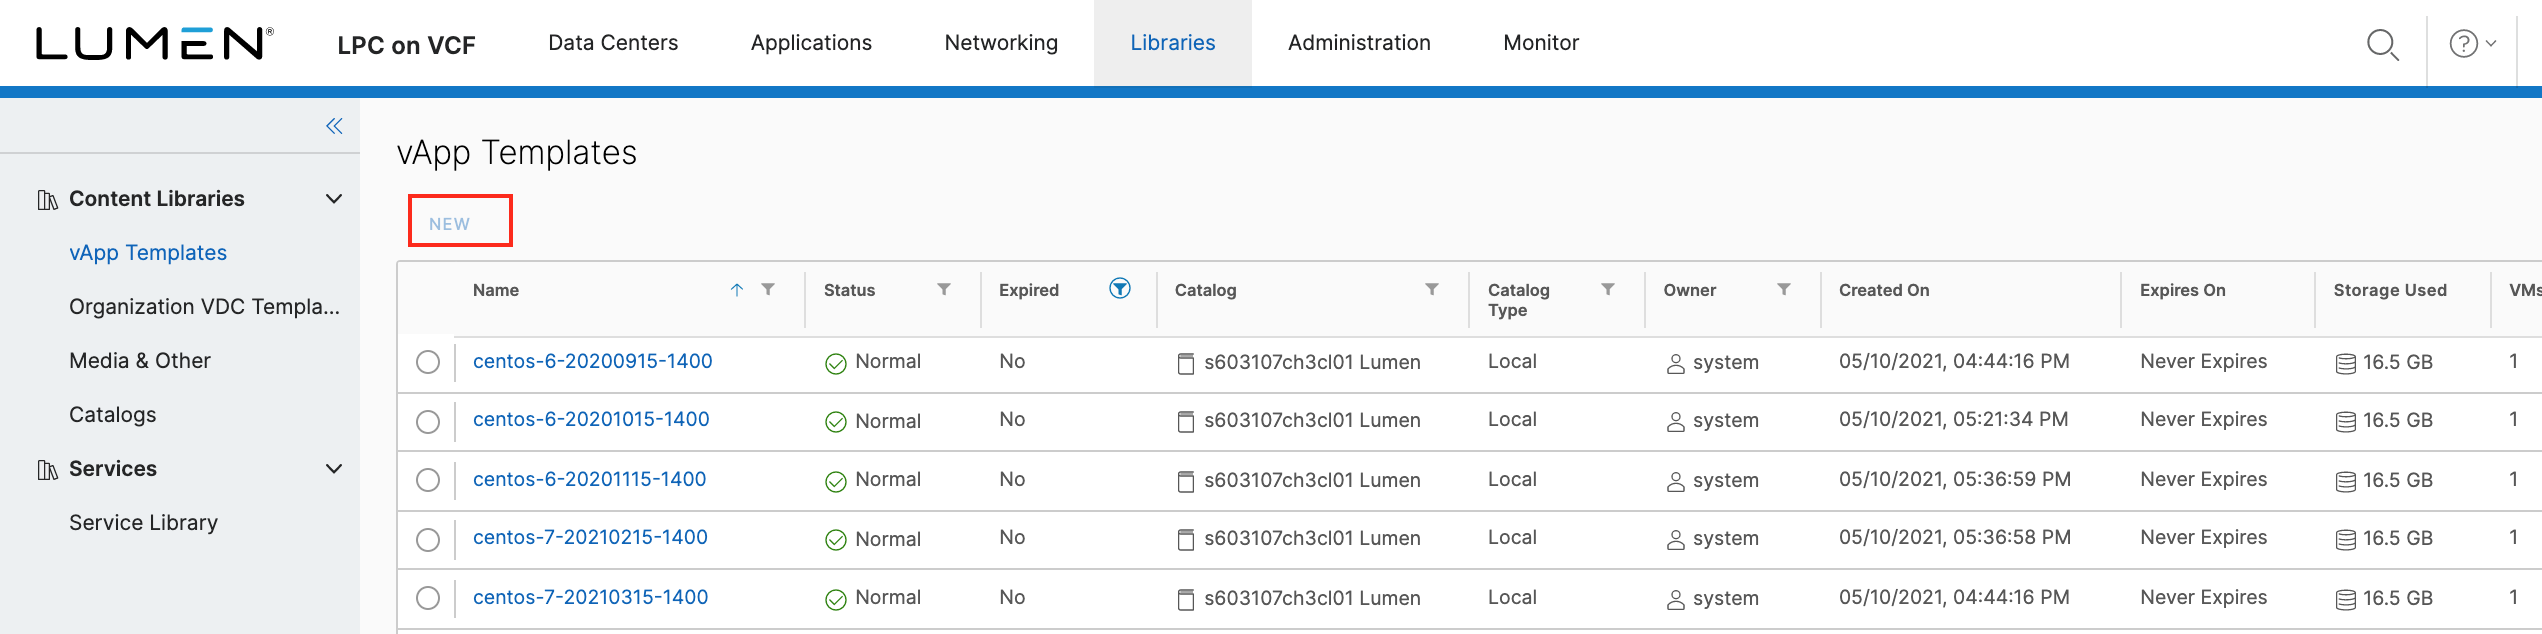 LUMEN® LPC on VCF Data Centers Applications Networking Libraries Administration Monitor
Content Libraries
vApp Templates
Organization VDC Templa...
Media & Other
Catalogs
Services
Service Library
vApp Templates
NEW
Name Status Expired Catalog Catalog Type Owner Created On Expires On Storage Used VMs
centos-6-20200915-1400 Normal No s603107ch3cl01 Lumen Local system 05/10/2021, 04:44:16 PM Never Expires 16.5 GB 1
centos-6-20201015-1400 Normal No s603107ch3cl01 Lumen Local system 05/10/2021, 05:21:34 PM Never Expires 16.5 GB 1
centos-6-20201115-1400 Normal No s603107ch3cl01 Lumen Local system 05/10/2021, 05:36:59 PM Never Expires 16.5 GB 1
centos-7-20210215-1400 Normal No s603107ch3cl01 Lumen Local system 05/10/2021, 05:36:58 PM Never Expires 16.5 GB 1
centos-7-20210315-1400 Normal No s603107ch3cl01 Lumen Local system 05/10/2021, 04:44:16 PM Never Expires 16.5 GB 1